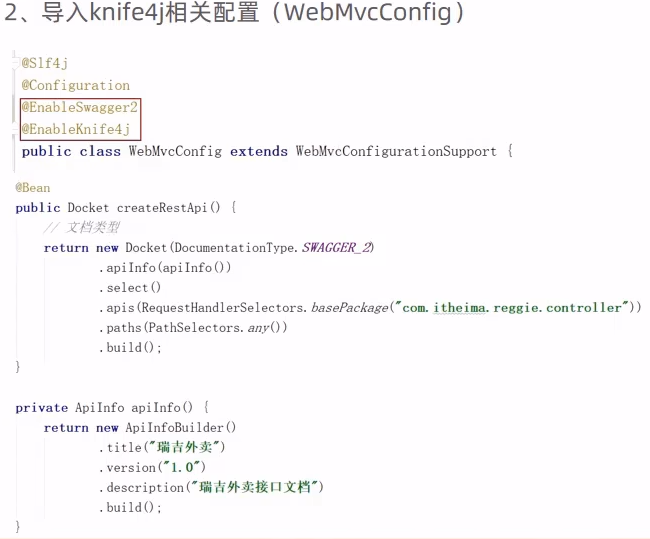 2、导入knife4j相关配置（WebMvcConfig）
@Slf4j
@Configuration
@EnableSwagger2
@EnableKnife4j
public class WebMvcConfig extends WebMvcConfigurationSupport {
@Bean
public Docket createRestApi() {
// 文档类型
return new Docket(DocumentationType.SWAGGER_2)
.apiInfo(apiInfo())
.select()
.apis(RequestHandlerSelectors.basePackage("com.itheima.reggie.controller"))
.paths(PathSelectors.any())
.build();
}
private ApiInfo apiInfo() {
return new ApiInfoBuilder()
.title("瑞吉外卖")
.version("1.0")
.description("瑞吉外卖接口文档")
.build();
}